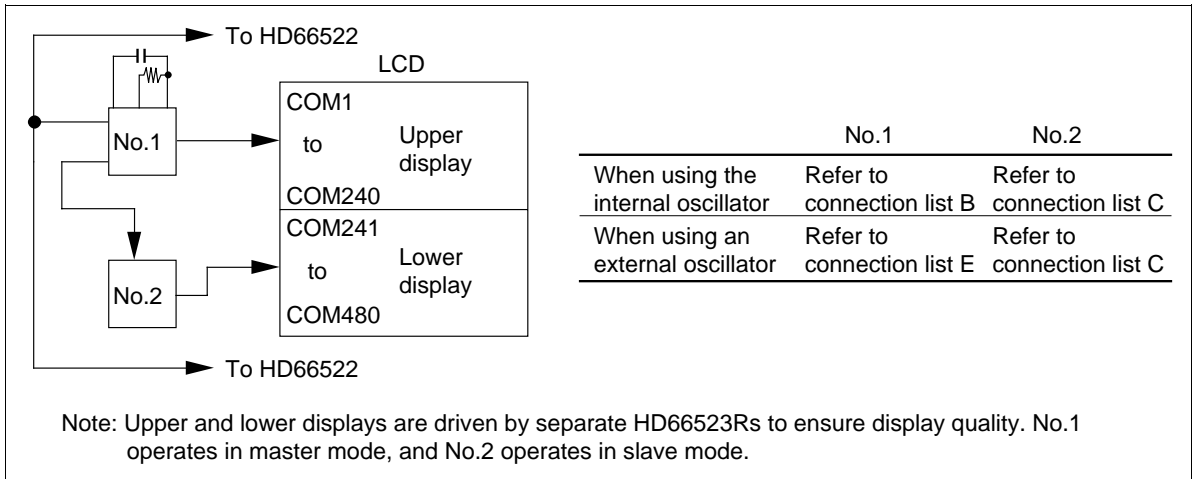 To HD66522
LCD
No.1
COM1
to
COM240
Upper
display
No.2
COM241
to
COM480
Lower
display
To HD66522
No.1 No.2
When using the Refer to Refer to
internal oscillator connection list B connection list C
When using an Refer to Refer to
external oscillator connection list E connection list C
Note: Upper and lower displays are driven by separate HD66523Rs to ensure display quality. No.1
operates in master mode, and No.2 operates in slave mode.